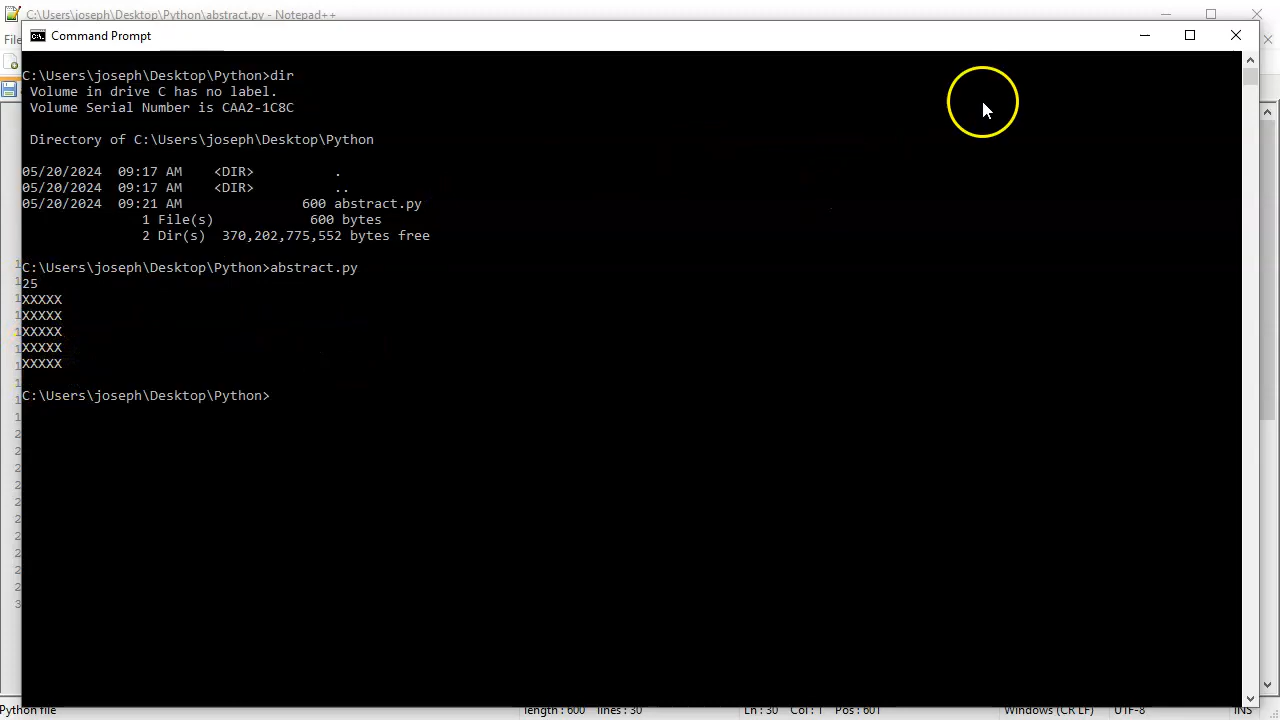 C:\Users\joseph\Desktop\Python\abstract.py - Notepad++
File
Command Prompt
C:\Users\joseph\Desktop\Python>dir
Volume in drive C has no label.
Volume Serial Number is CAA2-1C8C
Directory of C:\Users\joseph\Desktop\Python
05/20/2024 09:17 AM <DIR> .
05/20/2024 09:17 AM <DIR> ..
05/20/2024 09:21 AM 600 abstract.py
1 File(s) 600 bytes
2 Dir(s) 370,202,775,552 bytes free
C:\Users\joseph\Desktop\Python>abstract.py
25
XXXXX
XXXXX
XXXXX
XXXXX
XXXXX
C:\Users\joseph\Desktop\Python>
Python file length : 600 lines : 30 Ln : 30 Col : 1 Pos : 601 Windows (CR LF) UTF-8 INS